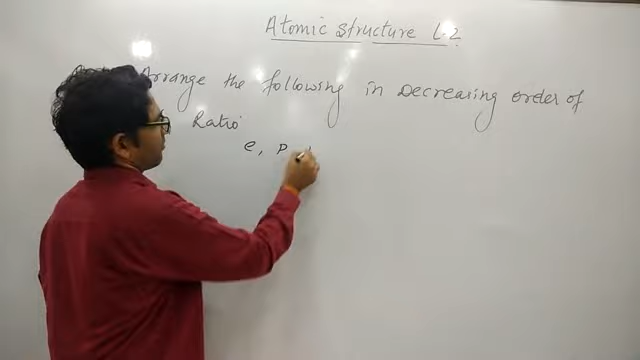 Atomic Structure L-2
Arrange the following in Decreasing order of
Ratio
e, p